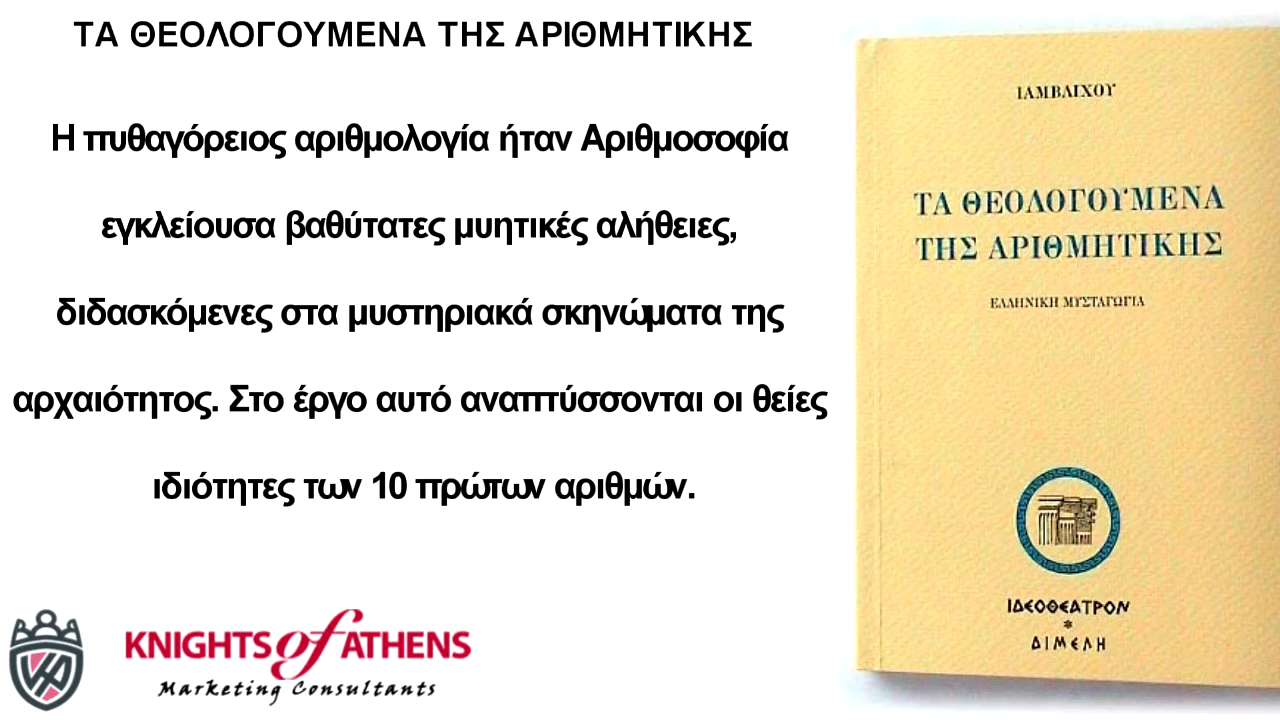 ΤΑ ΘΕΟΛΟΓΟΥΜΕΝΑ ΤΗΣ ΑΡΙΘΜΗΤΙΚΗΣ
Η πυθαγόρειος αριθμολογία ήταν Αριθμοσοφία
εγκλείουσα βαθύτατες μυητικές αλήθειες,
διδασκόμενες στα μυστηριακά σκηνώματα της
αρχαιότητος. Στο έργο αυτό αναπτύσσονται οι θείες
ιδιότητες των 10 πρώτων αριθμών.
KNIGHTS of ATHENS
Marketing Consultants
ΙΑΜΒΛΙΧΟΥ
ΤΑ ΘΕΟΛΟΓΟΥΜΕΝΑ
ΤΗΣ ΑΡΙΘΜΗΤΙΚΗΣ
ΕΛΛΗΝΙΚΗ ΜΥΣΤΑΓΩΓΙΑ
ΙΔΕΟΘΕΑΤΡΟΝ
*
ΔΙΜΕΛΗ